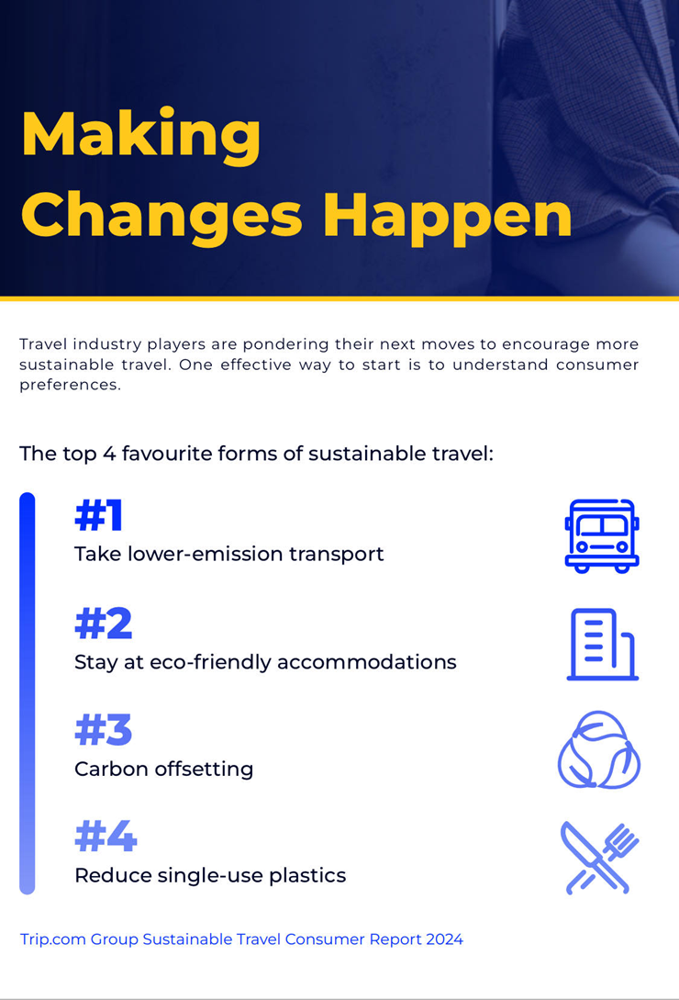 Making
Changes Happen
Travel industry players are pondering their next moves to encourage more
sustainable travel. One effective way to start is to understand consumer
preferences.
The top 4 favourite forms of sustainable travel:
#1
Take lower-emission transport
#2
Stay at eco-friendly accommodations
#3
Carbon offsetting
#4
Reduce single-use plastics
Trip.com Group Sustainable Travel Consumer Report 2024